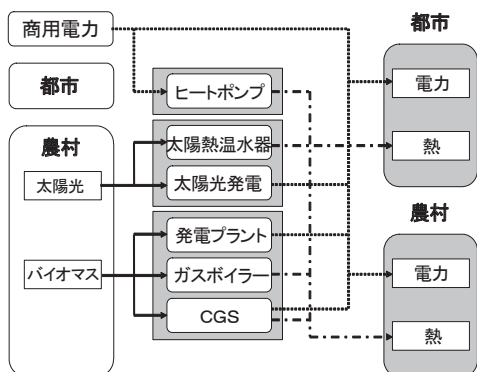 商用電力
都市
農村
太陽光
バイオマス
ヒートポンプ
太陽熱温水器
太陽光発電
発電プラント
ガスボイラー
CGS
都市
電力
熱
農村
電力
熱